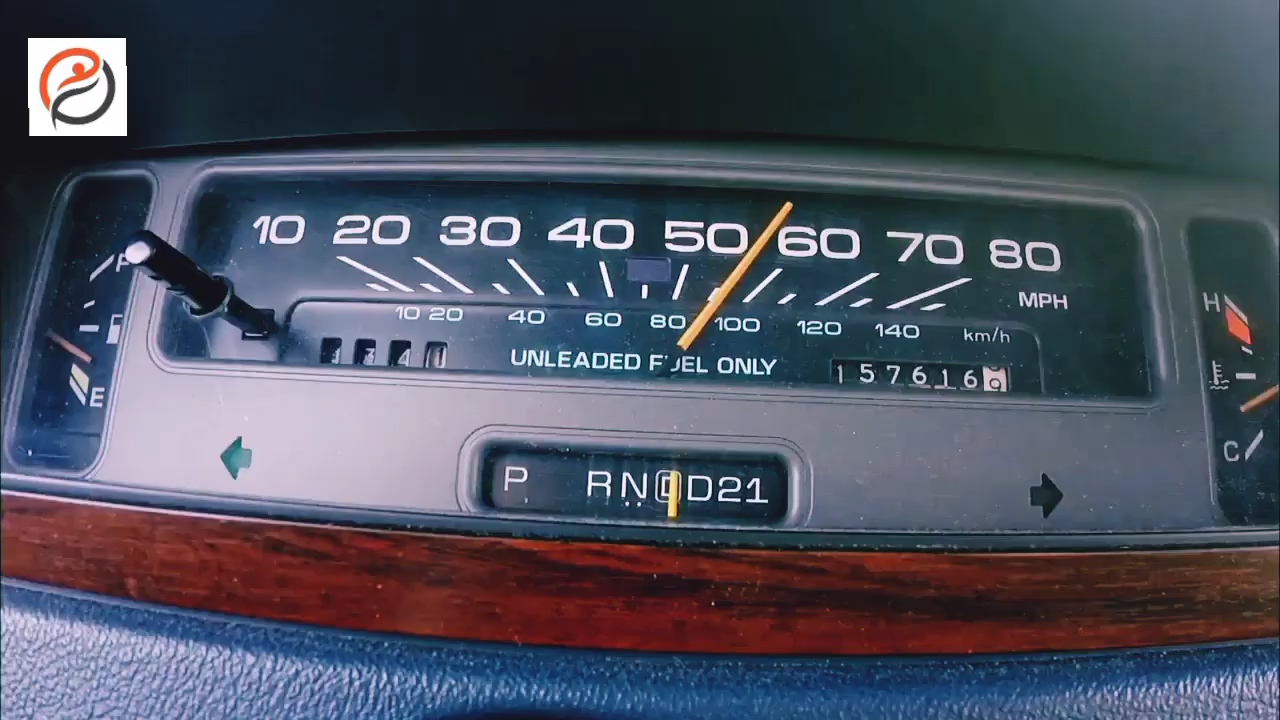 10 20 30 40 50 60 70 80
MPH
10 20 40 60 80 100 120 140 km/h
UNLEADED FUEL ONLY
157616
P RNDD21
F
E
H
C